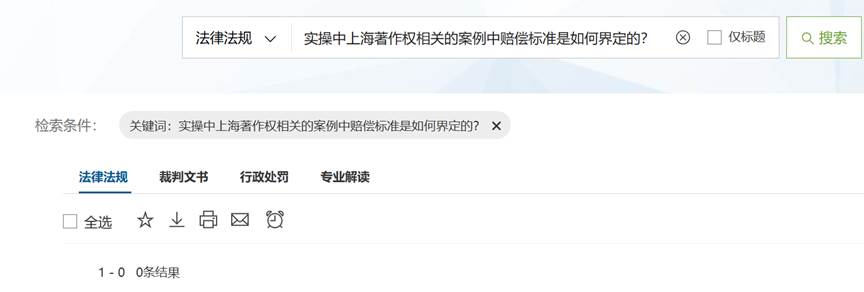 法律法规 实操中上海著作权相关的案例中赔偿标准是如何界定的? 仅标题 搜索
检索条件: 关键词:实操中上海著作权相关的案例中赔偿标准是如何界定的?
法律法规 裁判文书 行政处罚 专业解读
全选
1 - 0 0条结果